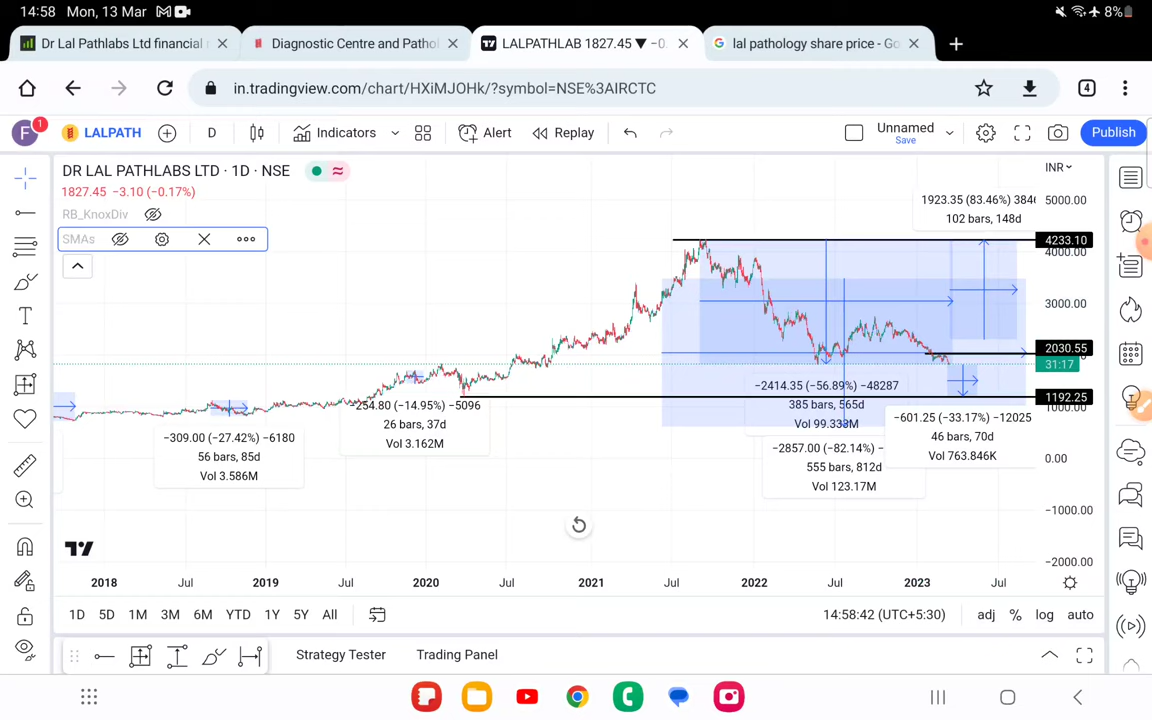 14:58 Mon, 13 Mar
8%
Dr Lal Pathlabs Ltd financial
Diagnostic Centre and Pathol
LALPATHLAB 1827.45 ▼ −0.
lal pathology share price - Go
in.tradingview.com/chart/HXiMJOHk/?symbol=NSE%3AIRCTC
4
F
1
LALPATH
D
Indicators
Alert
Replay
Unnamed
Save
Publish
DR LAL PATHLABS LTD · 1D · NSE
INR
1827.45 −3.10 (−0.17%)
RB_KnoxDiv
SMAs
1923.35 (83.46%) 3846
102 bars, 148d
5000.00
4233.10
4000.00
3000.00
2030.55
31:17
1192.25
1000.00
0.00
−1000.00
−2000.00
−2414.35 (−56.89%) −48287
385 bars, 565d
Vol 99.333M
−254.80 (−14.95%) −5096
26 bars, 37d
Vol 3.162M
−601.25 (−33.17%) −12025
46 bars, 70d
Vol 763.846K
−309.00 (−27.42%) −6180
56 bars, 85d
Vol 3.586M
−2857.00 (−82.14%) −
555 bars, 812d
Vol 123.17M
2018 Jul 2019 Jul 2020 Jul 2021 Jul 2022 Jul 2023 Jul
1D 5D 1M 3M 6M YTD 1Y 5Y All
14:58:42 (UTC+5:30) adj % log auto
Strategy Tester Trading Panel